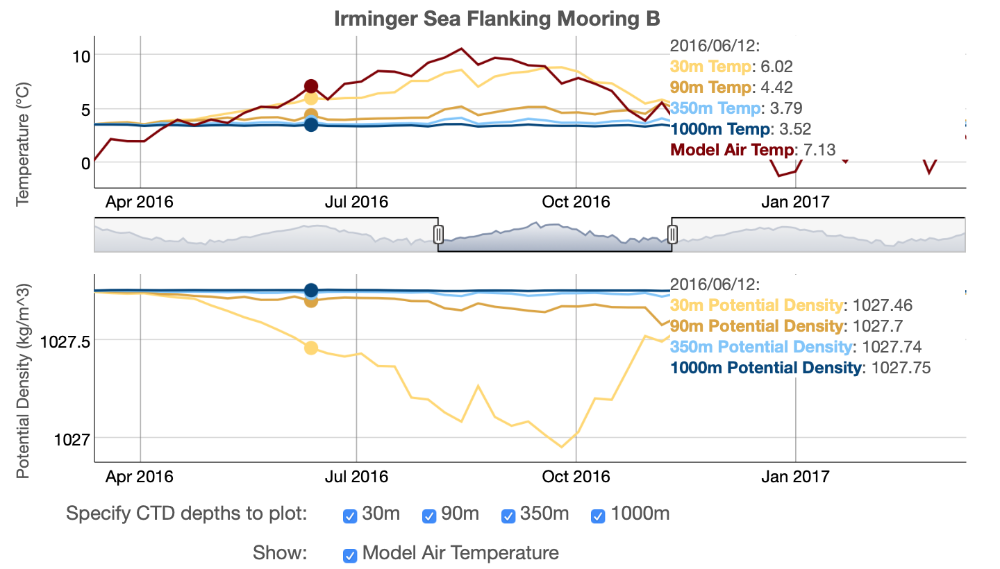 Irminger Sea Flanking Mooring B
Temperature (°C)
10
5
0
2016/06/12:
30m Temp: 6.02
90m Temp: 4.42
350m Temp: 3.79
1000m Temp: 3.52
Model Air Temp: 7.13
Apr 2016 Jul 2016 Oct 2016 Jan 2017
Potential Density (kg/m^3)
1027.5
1027
2016/06/12:
30m Potential Density: 1027.46
90m Potential Density: 1027.7
350m Potential Density: 1027.74
1000m Potential Density: 1027.75
Apr 2016 Jul 2016 Oct 2016 Jan 2017
Specify CTD depths to plot: 30m 90m 350m 1000m
Show: Model Air Temperature